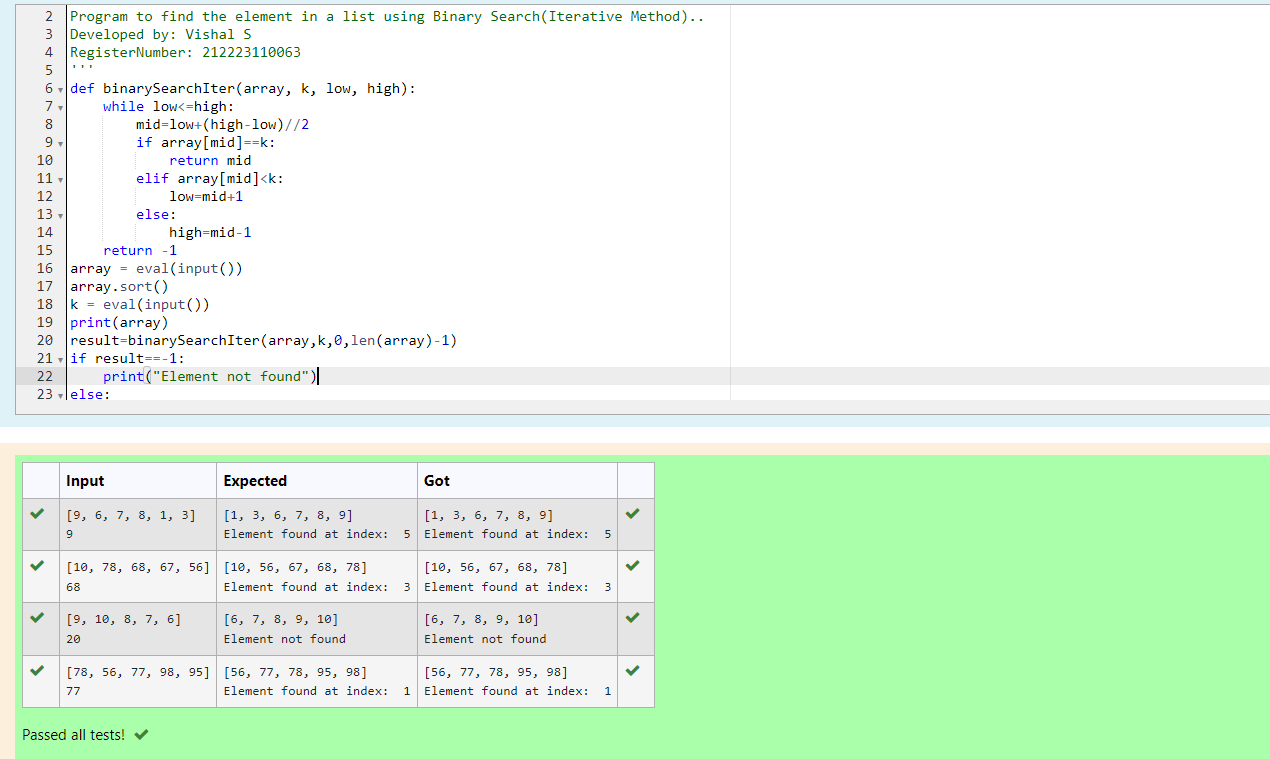 2 Program to find the element in a list using Binary Search(Iterative Method)..
3 Developed by: Vishal S
4 RegisterNumber: 212223110063
5 '''
6 def binarySearchIter(array, k, low, high):
7     while low<=high:
8         mid=low+(high-low)//2
9         if array[mid]==k:
10             return mid
11         elif array[mid]<k:
12             low=mid+1
13         else:
14             high=mid-1
15     return -1
16 array = eval(input())
17 array.sort()
18 k = eval(input())
19 print(array)
20 result=binarySearchIter(array,k,0,len(array)-1)
21 if result==-1:
22     print("Element not found")
23 else:
Input Expected Got
[9, 6, 7, 8, 1, 3] [1, 3, 6, 7, 8, 9] [1, 3, 6, 7, 8, 9]
9 Element found at index:  5 Element found at index:  5
[10, 78, 68, 67, 56] [10, 56, 67, 68, 78] [10, 56, 67, 68, 78]
68 Element found at index:  3 Element found at index:  3
[9, 10, 8, 7, 6] [6, 7, 8, 9, 10] [6, 7, 8, 9, 10]
20 Element not found Element not found
[78, 56, 77, 98, 95] [56, 77, 78, 95, 98] [56, 77, 78, 95, 98]
77 Element found at index:  1 Element found at index:  1
Passed all tests!